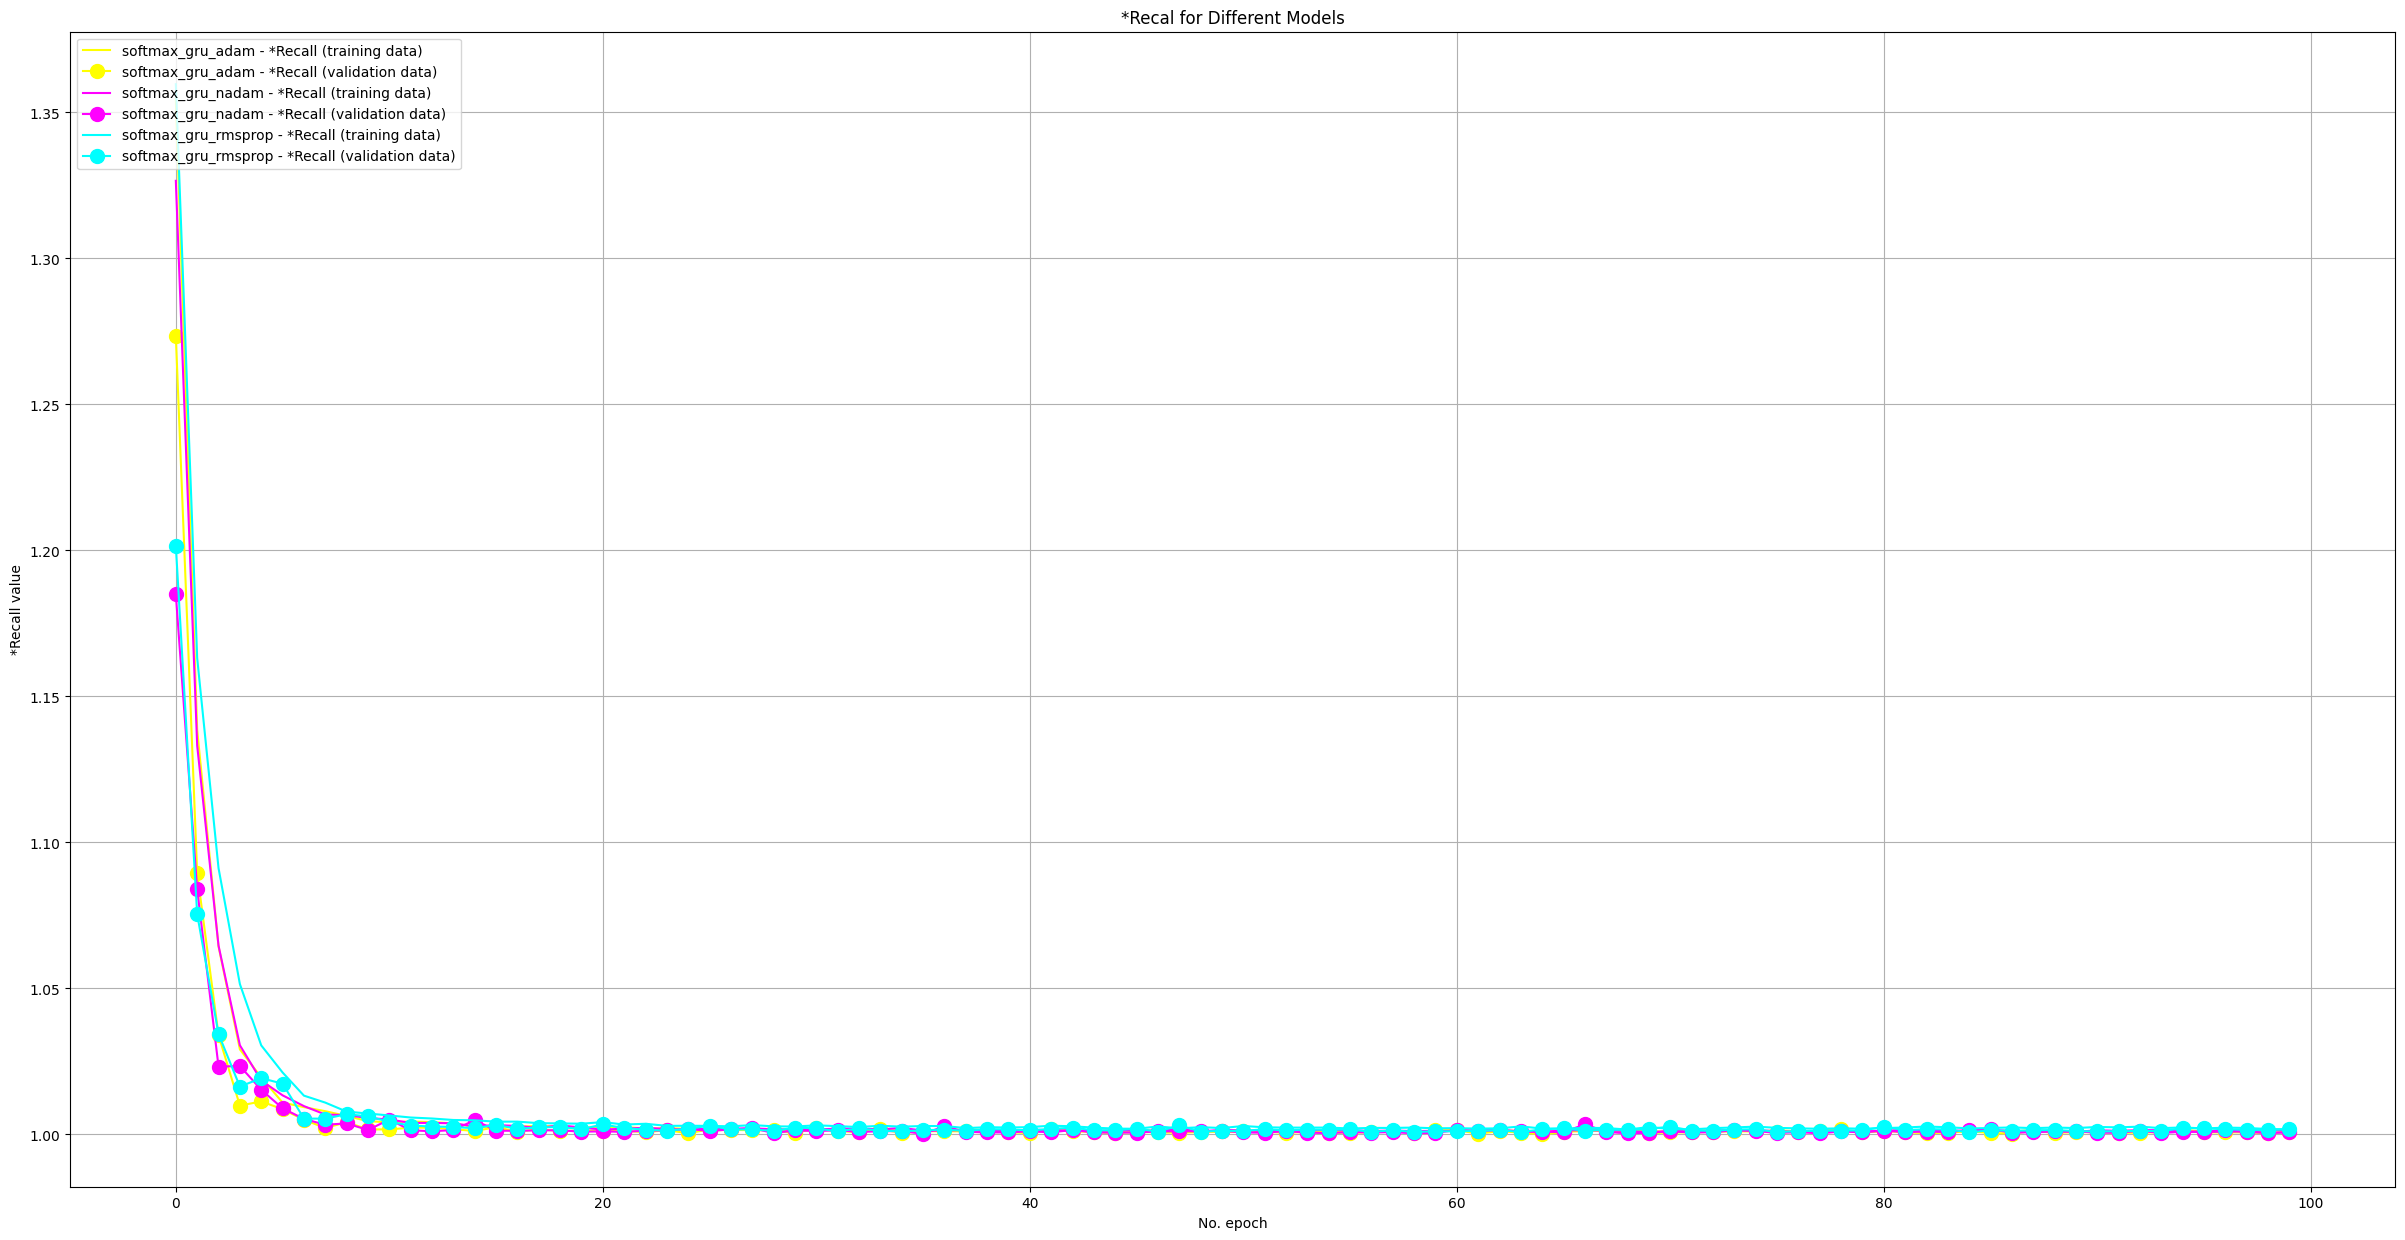 *Recal for Different Models
softmax_gru_adam - *Recall (training data)
softmax_gru_adam - *Recall (validation data)
softmax_gru_nadam - *Recall (training data)
softmax_gru_nadam - *Recall (validation data)
softmax_gru_rmsprop - *Recall (training data)
softmax_gru_rmsprop - *Recall (validation data)
*Recall value
1.35
1.30
1.25
1.20
1.15
1.10
1.05
1.00
0 20 40 60 80 100
No. epoch